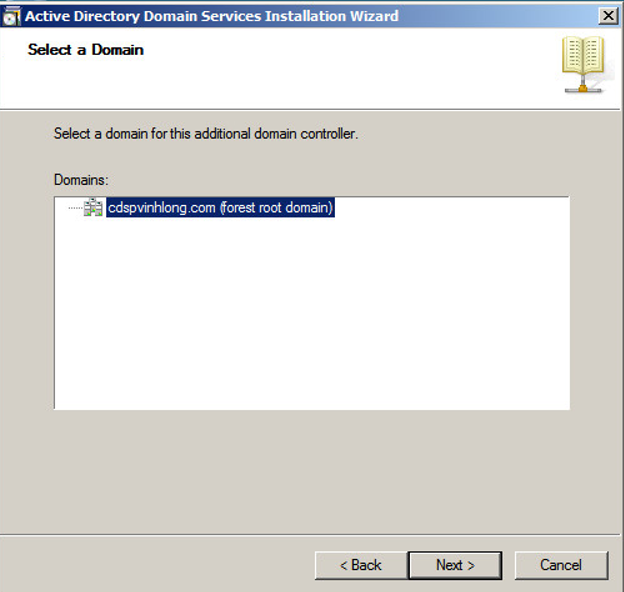 Active Directory Domain Services Installation Wizard
Select a Domain
Select a domain for this additional domain controller.
Domains:
cdspvinhlong.com (forest root domain)
< Back
Next >
Cancel